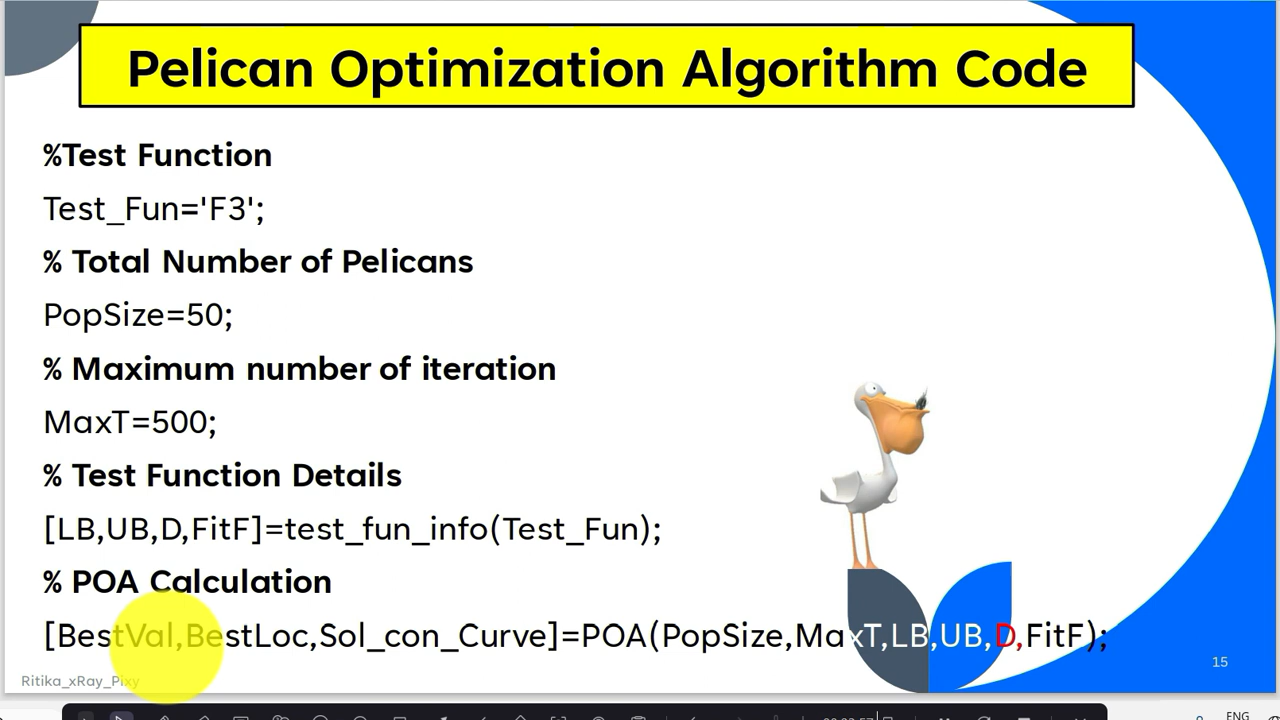 Pelican Optimization Algorithm Code
%Test Function
Test_Fun='F3';
% Total Number of Pelicans
PopSize=50;
% Maximum number of iteration
MaxT=500;
% Test Function Details
[LB,UB,D,FitF]=test_fun_info(Test_Fun);
% POA Calculation
[BestVal,BestLoc,Sol_con_Curve]=POA(PopSize,MaxT,LB,UB,D,FitF);
15
Ritika_xRay_Pixy
ENG